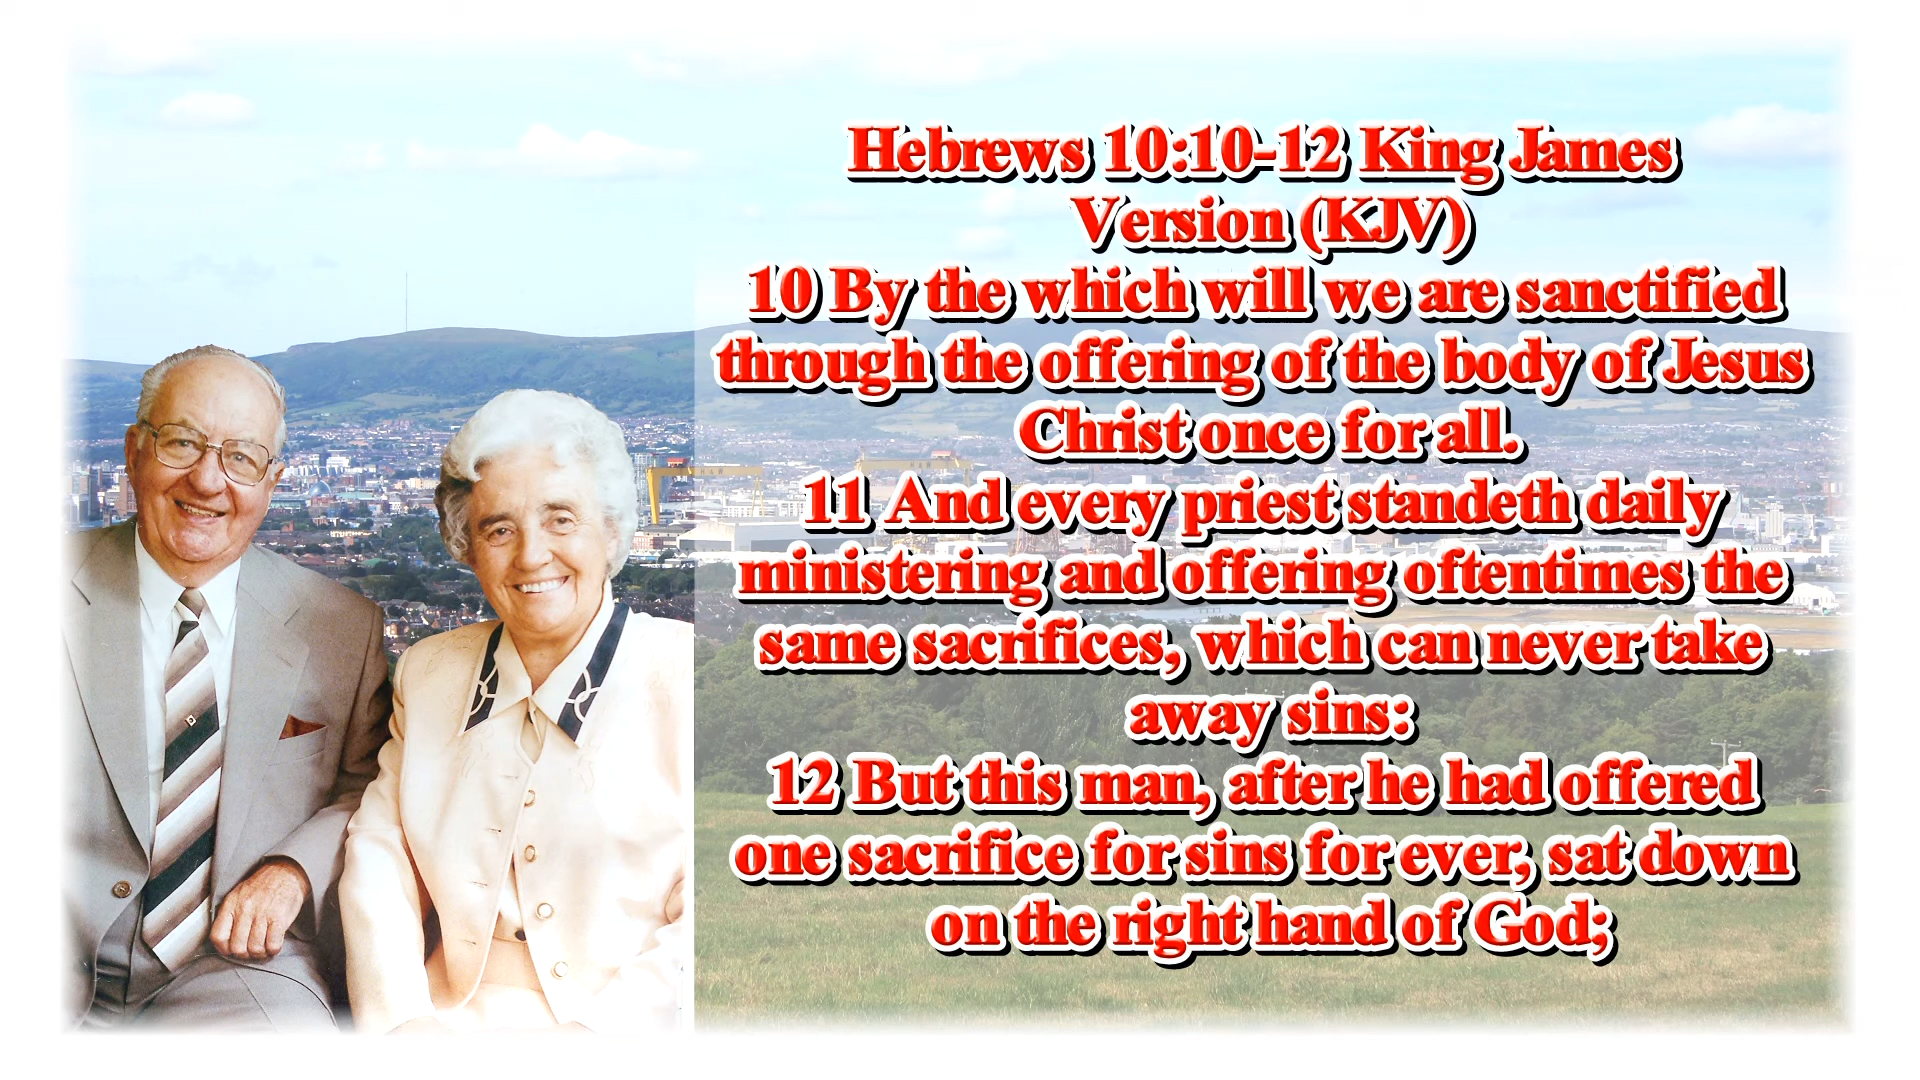 Hebrews 10:10-12 King James
Version (KJV)
10 By the which will we are sanctified
through the offering of the body of Jesus
Christ once for all.
11 And every priest standeth daily
ministering and offering oftentimes the
same sacrifices, which can never take
away sins:
12 But this man, after he had offered
one sacrifice for sins for ever, sat down
on the right hand of God;